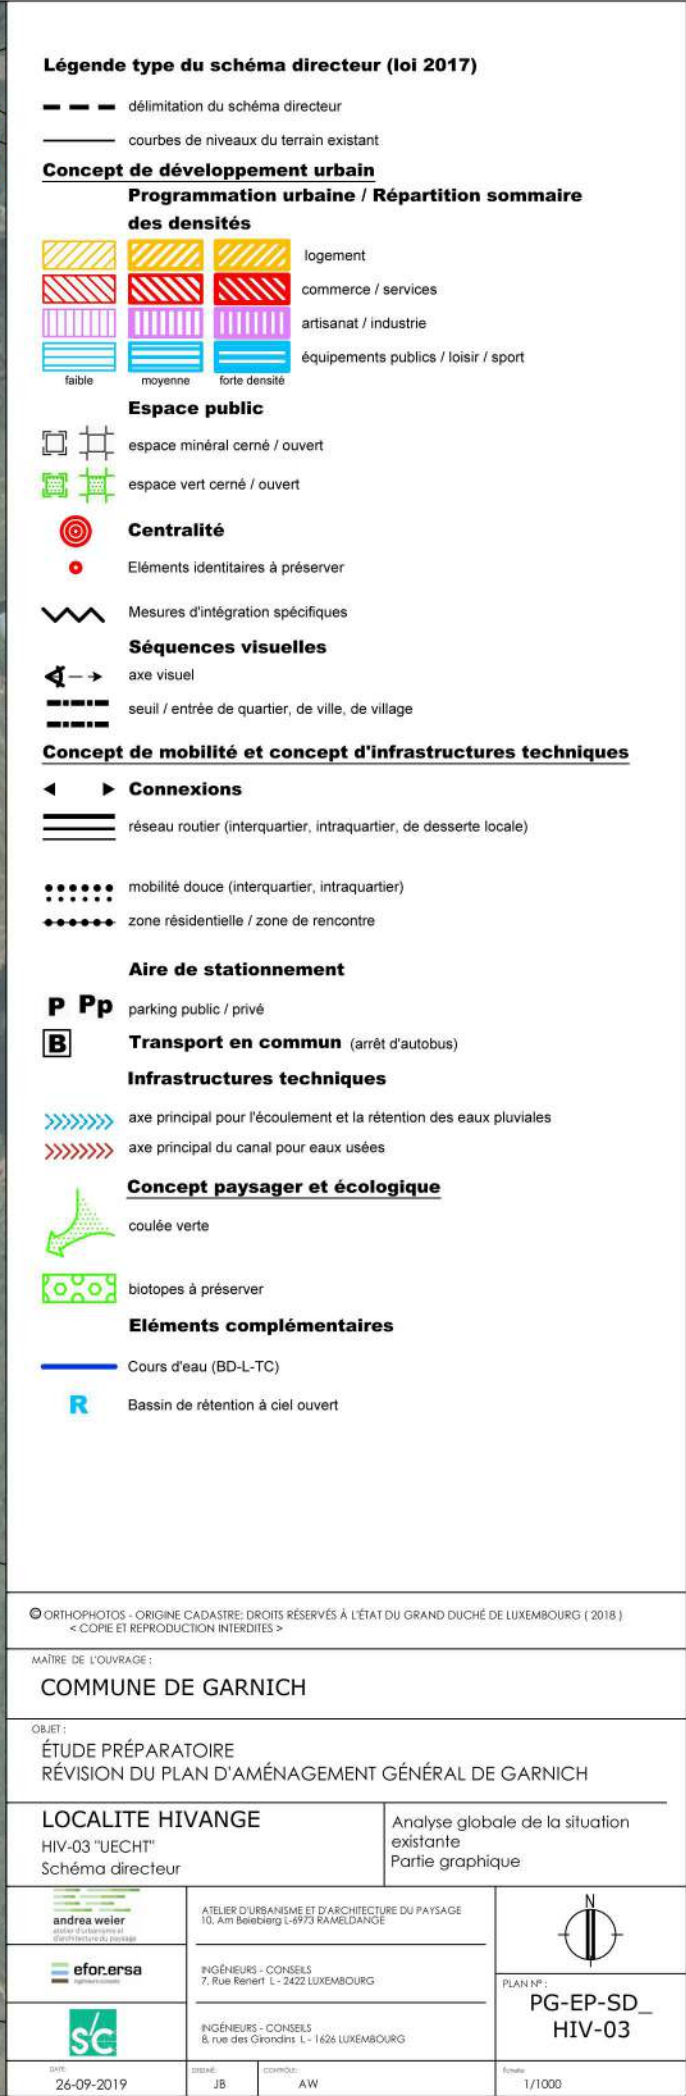 Légende type du schéma directeur (loi 2017)
délimitation du schéma directeur
courbes de niveaux du terrain existant
Concept de développement urbain
Programmation urbaine / Répartition sommaire
des densités
logement
commerce / services
artisanat / industrie
équipements publics / loisir / sport
faible moyenne forte densité
Espace public
espace minéral cerné / ouvert
espace vert cerné / ouvert
Centralité
Eléments identitaires à préserver
Mesures d'intégration spécifiques
Séquences visuelles
axe visuel
seuil / entrée de quartier, de ville, de village
Concept de mobilité et concept d'infrastructures techniques
Connexions
réseau routier (interquartier, intraquartier, de desserte locale)
mobilité douce (interquartier, intraquartier)
zone résidentielle / zone de rencontre
Aire de stationnement
P Pp parking public / privé
B Transport en commun (arrêt d'autobus)
Infrastructures techniques
axe principal pour l'écoulement et la rétention des eaux pluviales
axe principal du canal pour eaux usées
Concept paysager et écologique
coulée verte
biotopes à préserver
Eléments complémentaires
Cours d'eau (BD-L-TC)
R Bassin de rétention à ciel ouvert
© ORTHOPHOTOS - ORIGINE CADASTRE: DROITS RÉSERVÉS À L'ÉTAT DU GRAND DUCHÉ DE LUXEMBOURG ( 2018 )
< COPIE ET REPRODUCTION INTERDITES >
MAÎTRE DE L'OUVRAGE :
COMMUNE DE GARNICH
OBJET :
ÉTUDE PRÉPARATOIRE
RÉVISION DU PLAN D'AMÉNAGEMENT GÉNÉRAL DE GARNICH
LOCALITE HIVANGE
HIV-03 "UECHT"
Schéma directeur
Analyse globale de la situation
existante
Partie graphique
andrea weier
atelier d'urbanisme et
d'architecture du paysage
ATELIER D'URBANISME ET D'ARCHITECTURE DU PAYSAGE
10, Am Beiebierg L-6973 RAMELDANGE
efor.ersa
ingénieurs-conseils
INGÉNIEURS - CONSEILS
7, Rue Renert L - 2422 LUXEMBOURG
s/c
INGÉNIEURS - CONSEILS
8, rue des Girondins L - 1626 LUXEMBOURG
N
PLAN N° :
PG-EP-SD_
HIV-03
DATE:
26-09-2019
DESSINÉ:
JB
CONTRÔLE:
AW
Echelle
1/1000